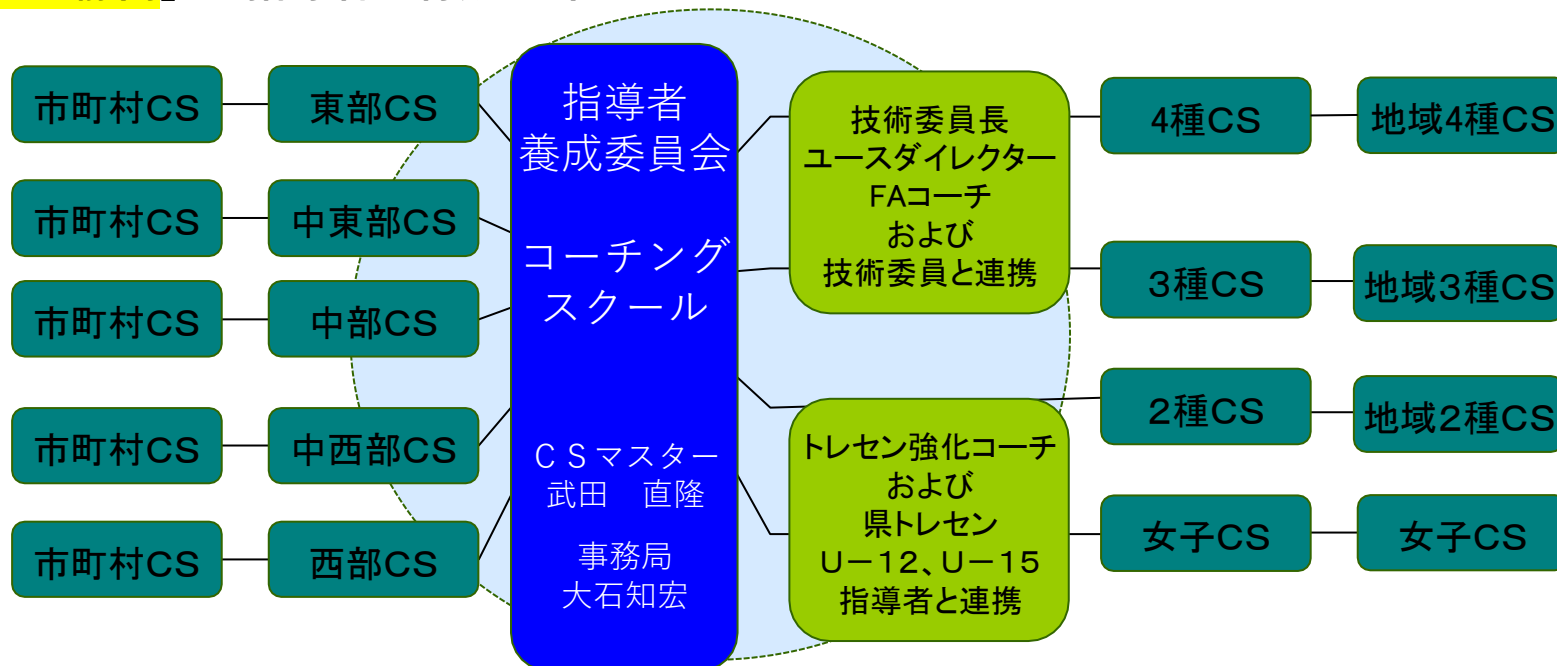 市町村CS
東部CS
市町村CS
中東部CS
市町村CS
中部CS
市町村CS
中西部CS
市町村CS
西部CS
指導者
養成委員会
コーチング
スクール
ＣＳマスター
武田　直隆
事務局
大石知宏
技術委員長
ユースダイレクター
FAコーチ
および
技術委員と連携
トレセン強化コーチ
および
県トレセン
U－12、U－15
指導者と連携
4種CS
地域4種CS
3種CS
地域3種CS
2種CS
地域2種CS
女子CS
女子CS